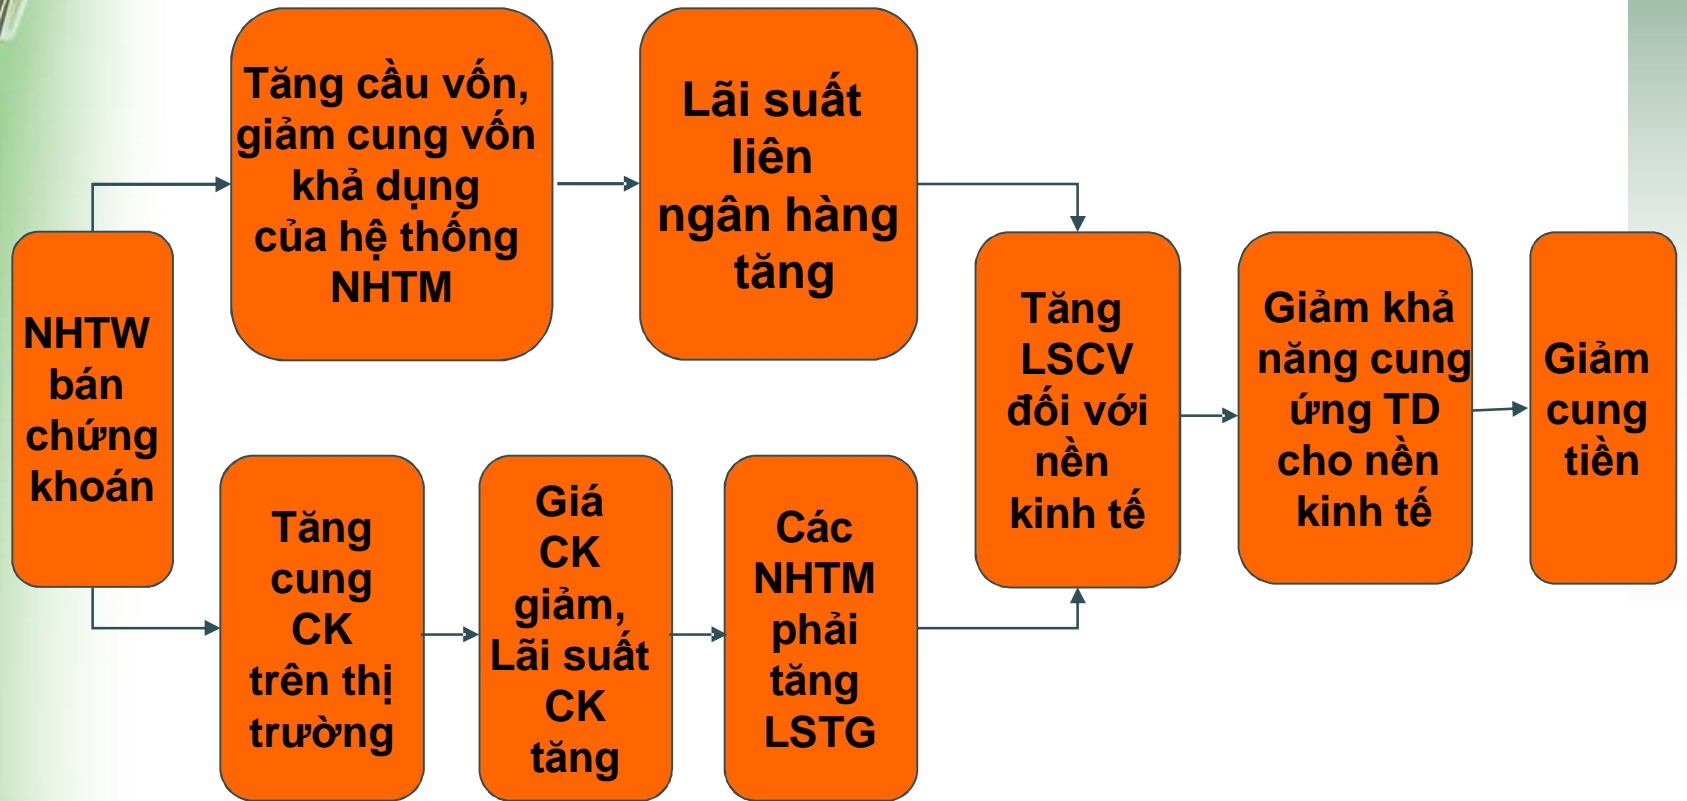 NHTW
bán
chứng
khoán
Tăng cầu vốn,
giảm cung vốn
khả dụng
của hệ thống
NHTM
Lãi suất
liên
ngân hàng
tăng
Tăng
cung
CK
trên thị
trường
Giá
CK
giảm,
Lãi suất
CK
tăng
Các
NHTM
phải
tăng
LSTG
Tăng
LSCV
đối với
nền
kinh tế
Giảm khả
năng cung
ứng TD
cho nền
kinh tế
Giảm
cung
tiền